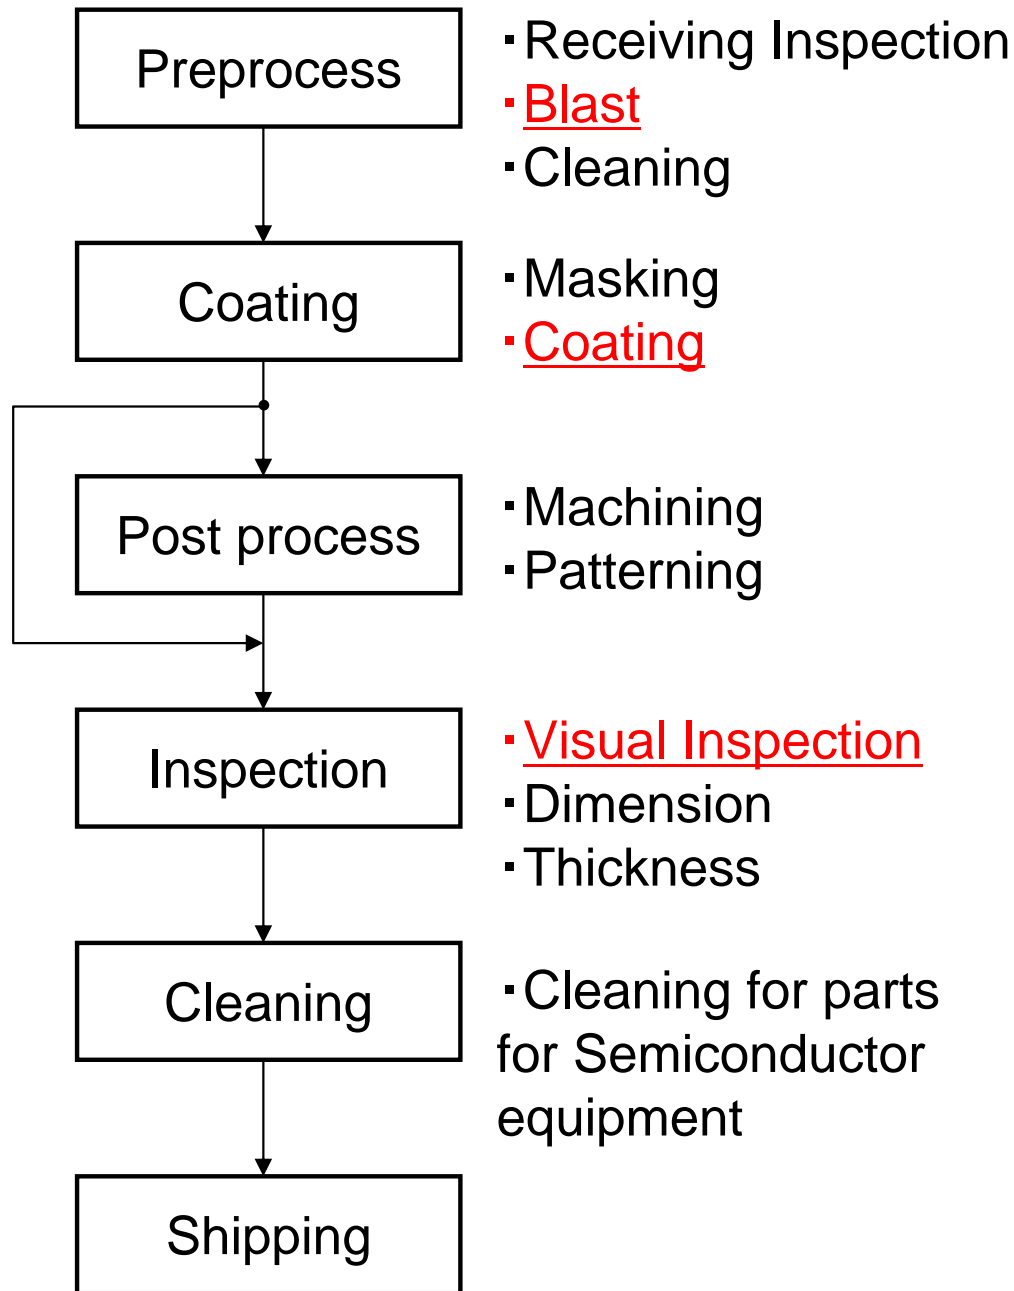 Preprocess
・Receiving Inspection
・Blast
・Cleaning
Coating
・Masking
・Coating
Post process
・Machining
・Patterning
Inspection
・Visual Inspection
・Dimension
・Thickness
Cleaning
・Cleaning for parts
for Semiconductor
equipment
Shipping